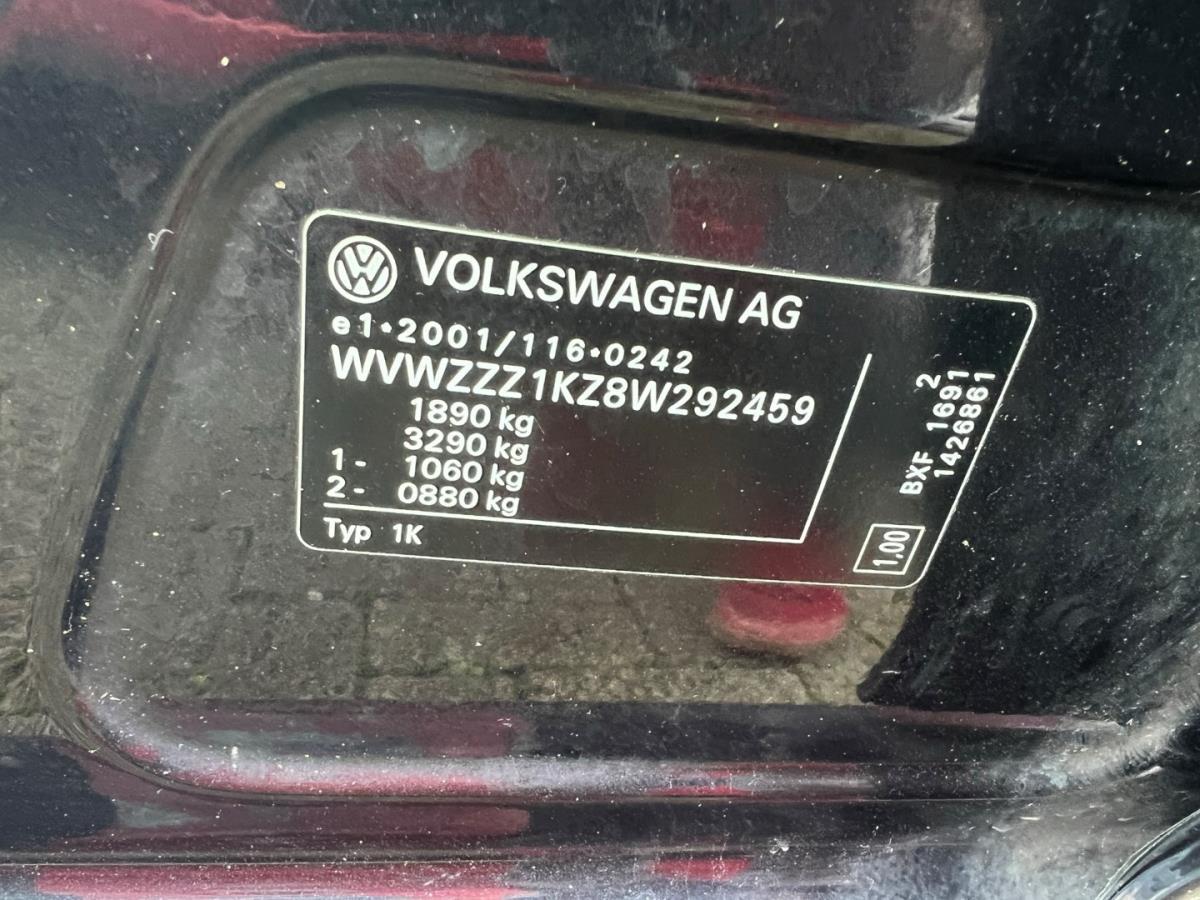 VOLKSWAGEN AG
e1*2001/116*0242
WVWZZZ1KZ8W292459
1890 kg
3290 kg
1- 1060 kg
2- 0880 kg
Typ 1K
2
BXF 1691
1426861
1,00